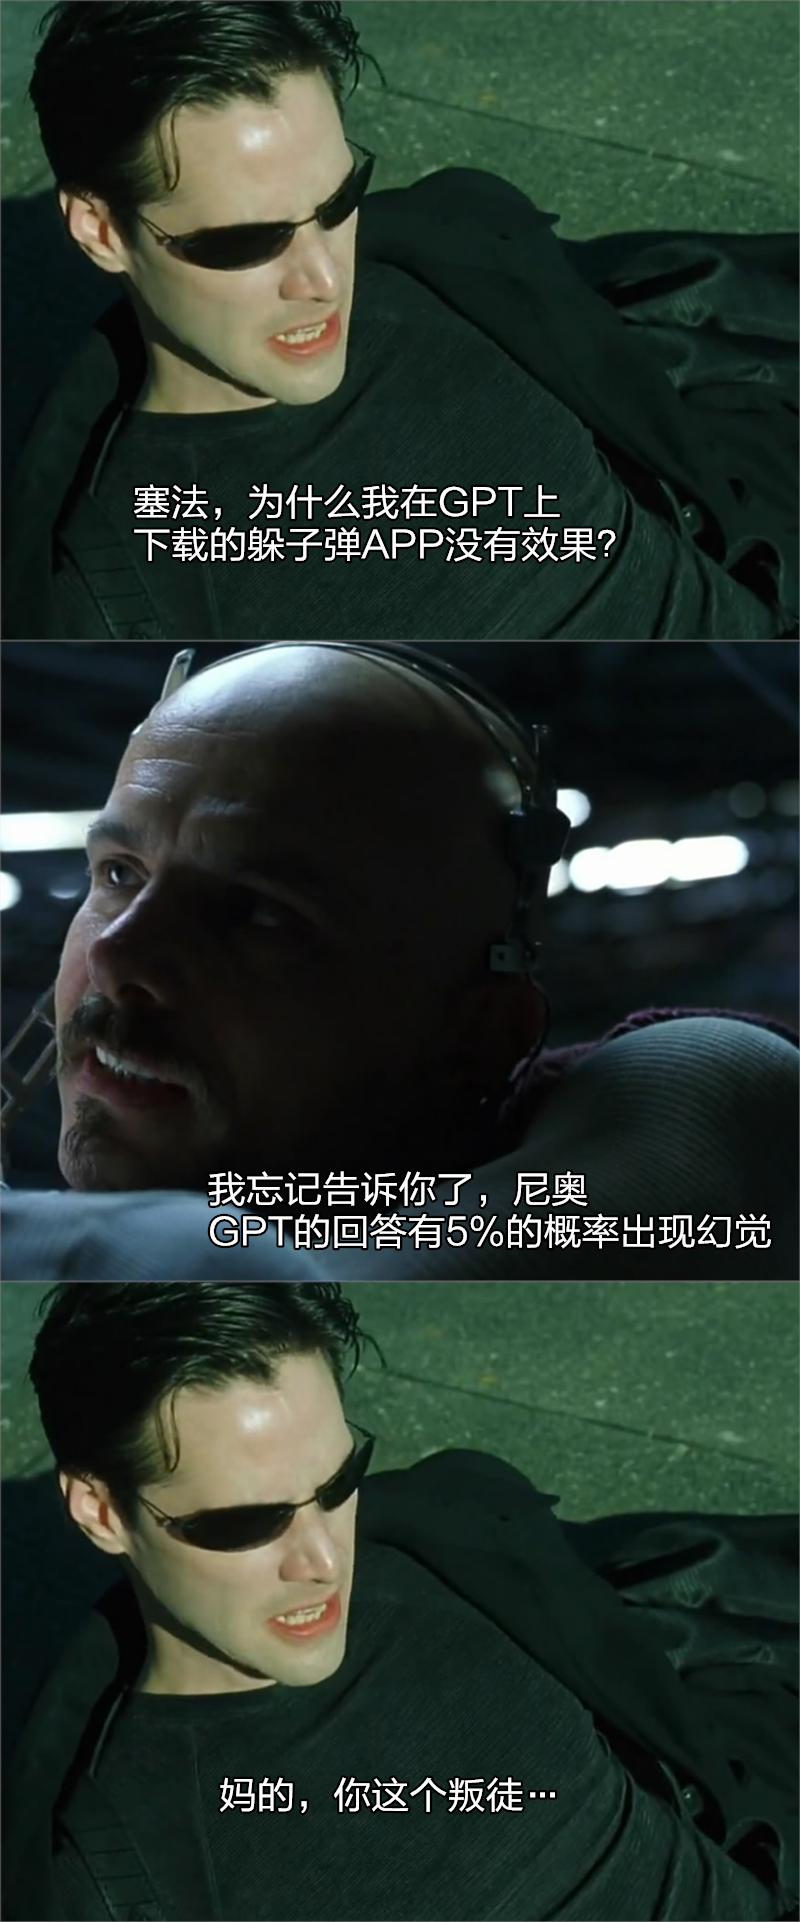 塞法，为什么我在GPT上
下载的躲子弹APP没有效果?
我忘记告诉你了，尼奥
GPT的回答有5%的概率出现幻觉
妈的，你这个叛徒…